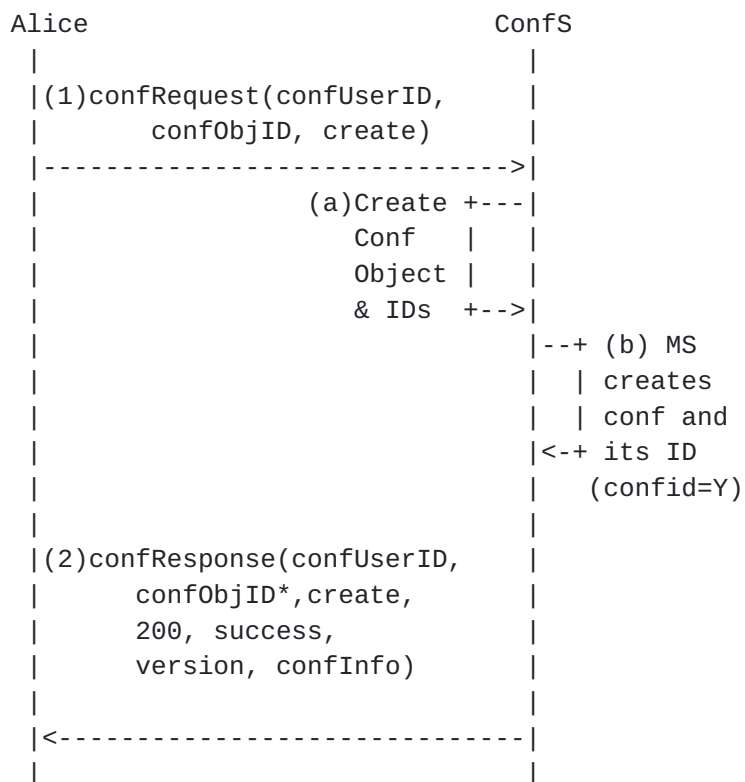 Alice                          ConfS
 |                               |
 |(1)confRequest(confUserID,     |
 |       confObjID, create)      |
 |------------------------------>|
 |                 (a)Create +---|
 |                    Conf   |   |
 |                    Object |   |
 |                    & IDs  +-->|
 |                               |--+ (b) MS
 |                               |  | creates
 |                               |  | conf and
 |                               |<-+ its ID
 |                               |   (confid=Y)
 |                               |
 |(2)confResponse(confUserID,    |
 |      confObjID*,create,       |
 |      200, success,            |
 |      version, confInfo)       |
 |                               |
 |<------------------------------|
 |                               |